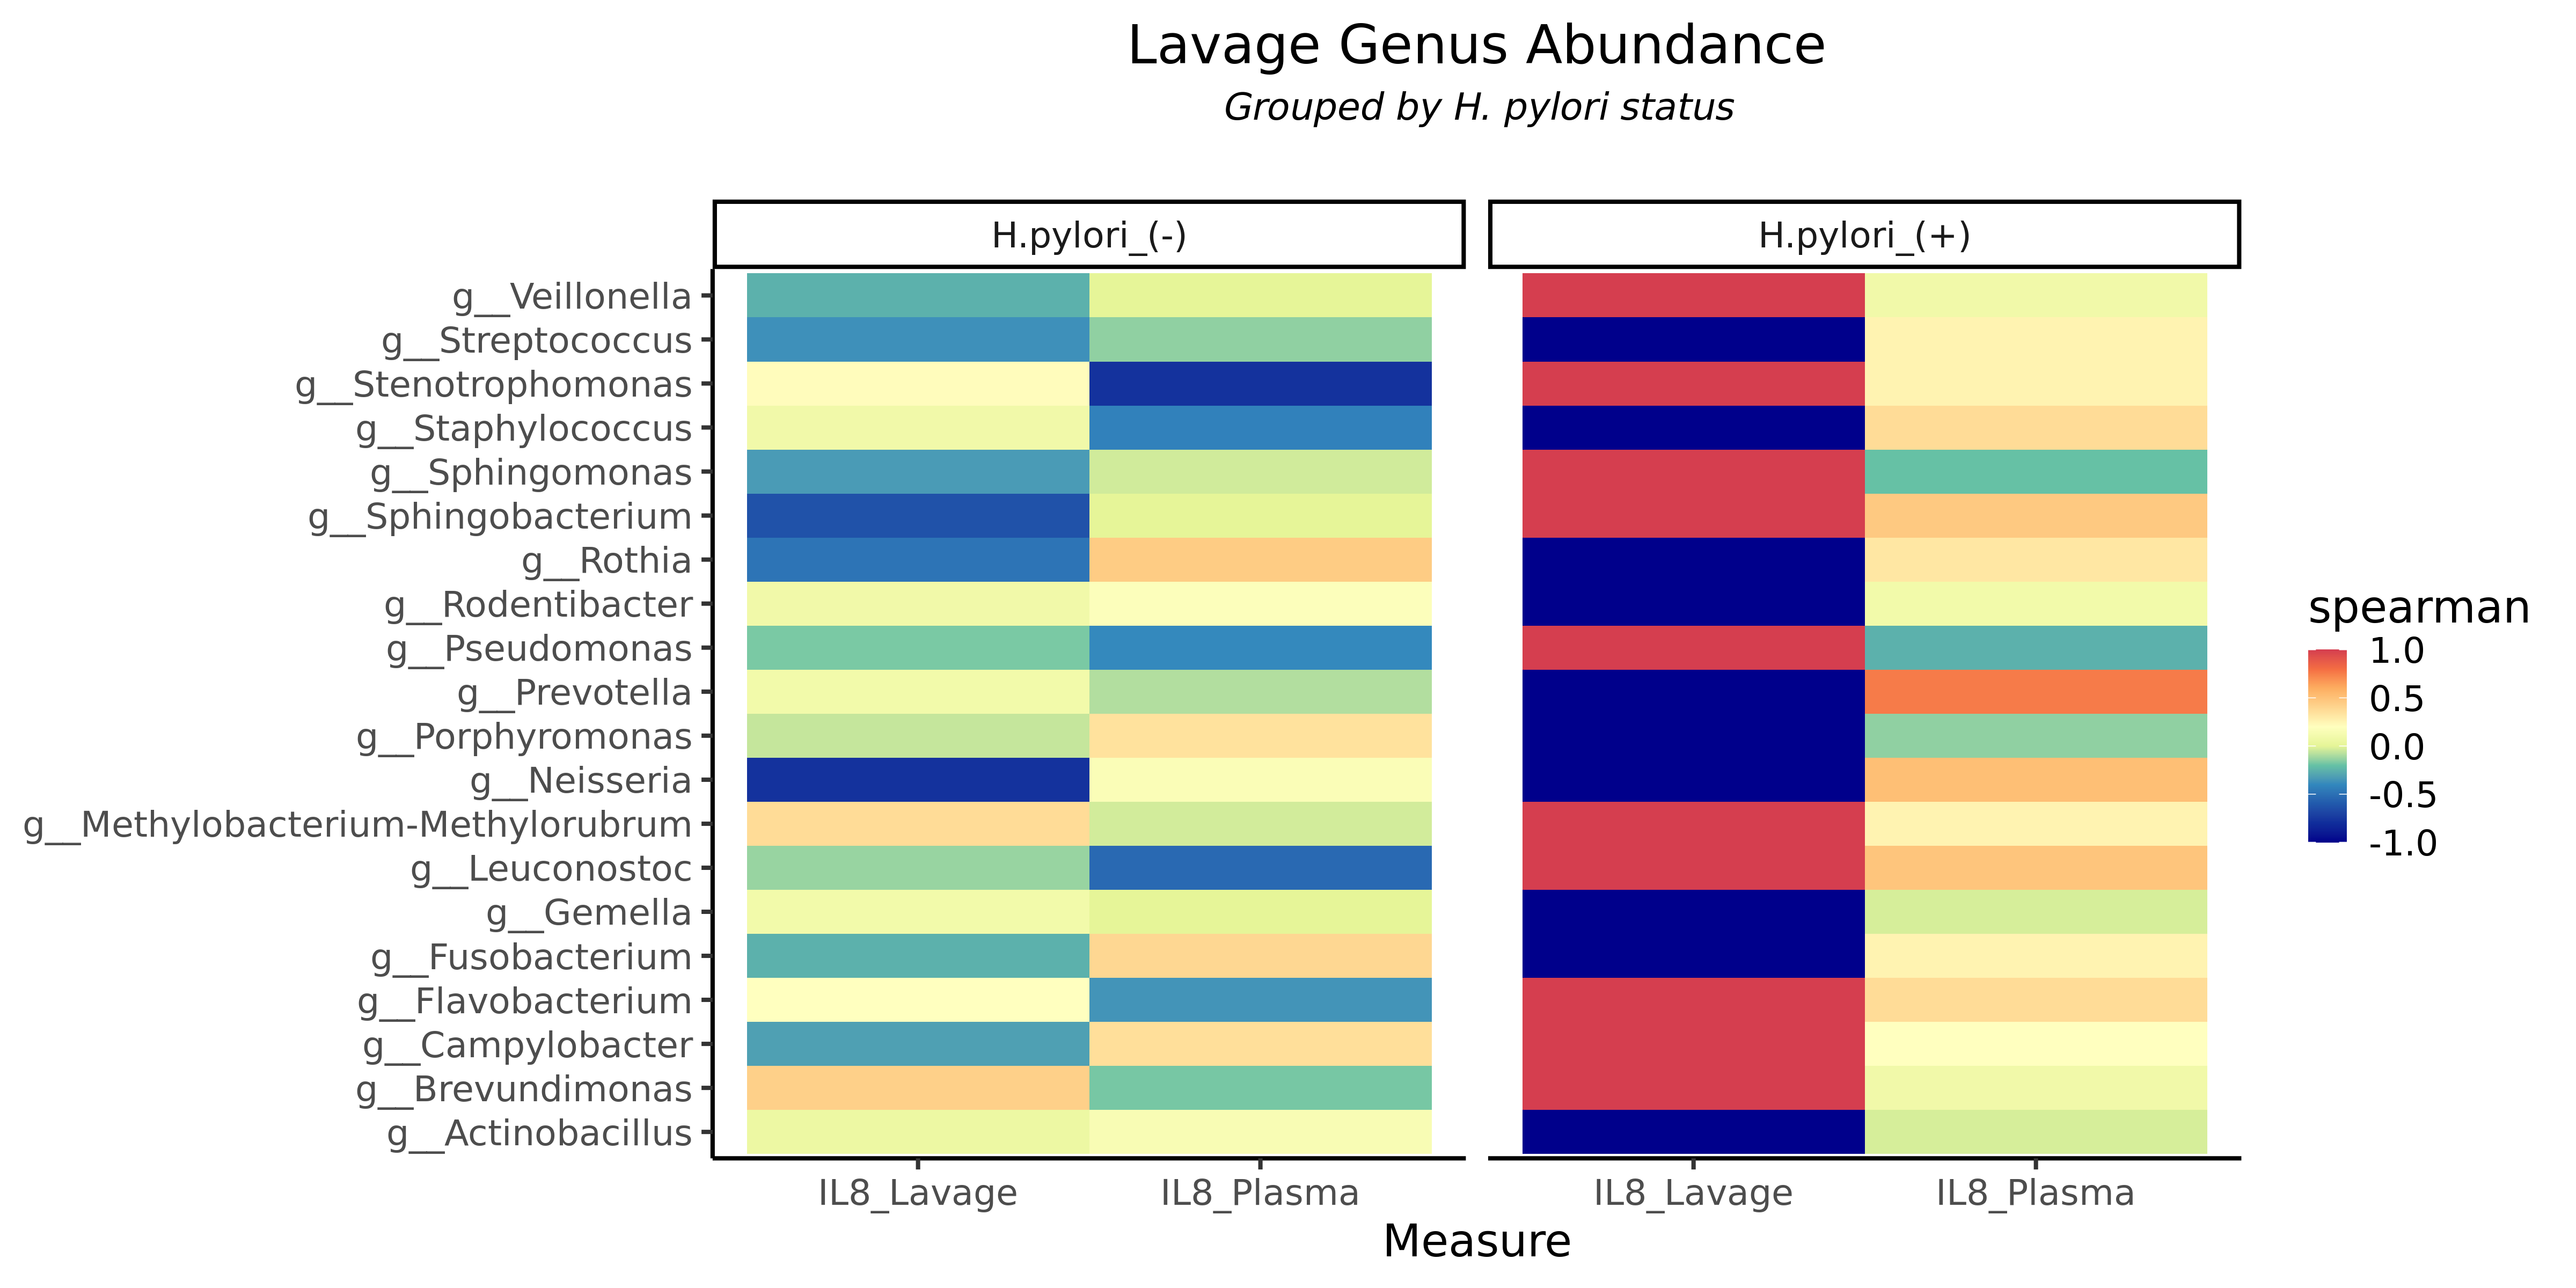 Lavage Genus Abundance
Grouped by H. pylori status
H.pylori_(-)
H.pylori_(+)
g__Veillonella
g__Streptococcus
g__Stenotrophomonas
g__Staphylococcus
g__Sphingomonas
g__Sphingobacterium
g__Rothia
g__Rodentibacter
g__Pseudomonas
g__Prevotella
g__Porphyromonas
g__Neisseria
g__Methylobacterium-Methylorubrum
g__Leuconostoc
g__Gemella
g__Fusobacterium
g__Flavobacterium
g__Campylobacter
g__Brevundimonas
g__Actinobacillus
IL8_Lavage
IL8_Plasma
IL8_Lavage
IL8_Plasma
Measure
spearman
1.0
0.5
0.0
-0.5
-1.0